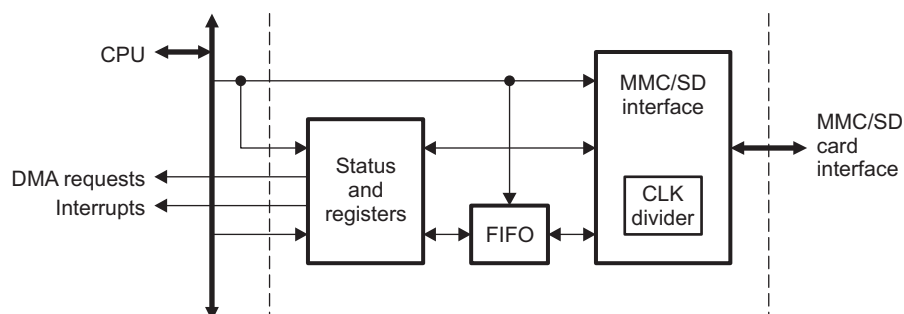 CPU
DMA requests
Interrupts
Status
and
registers
FIFO
MMC/SD
interface
CLK
divider
MMC/SD
card
interface